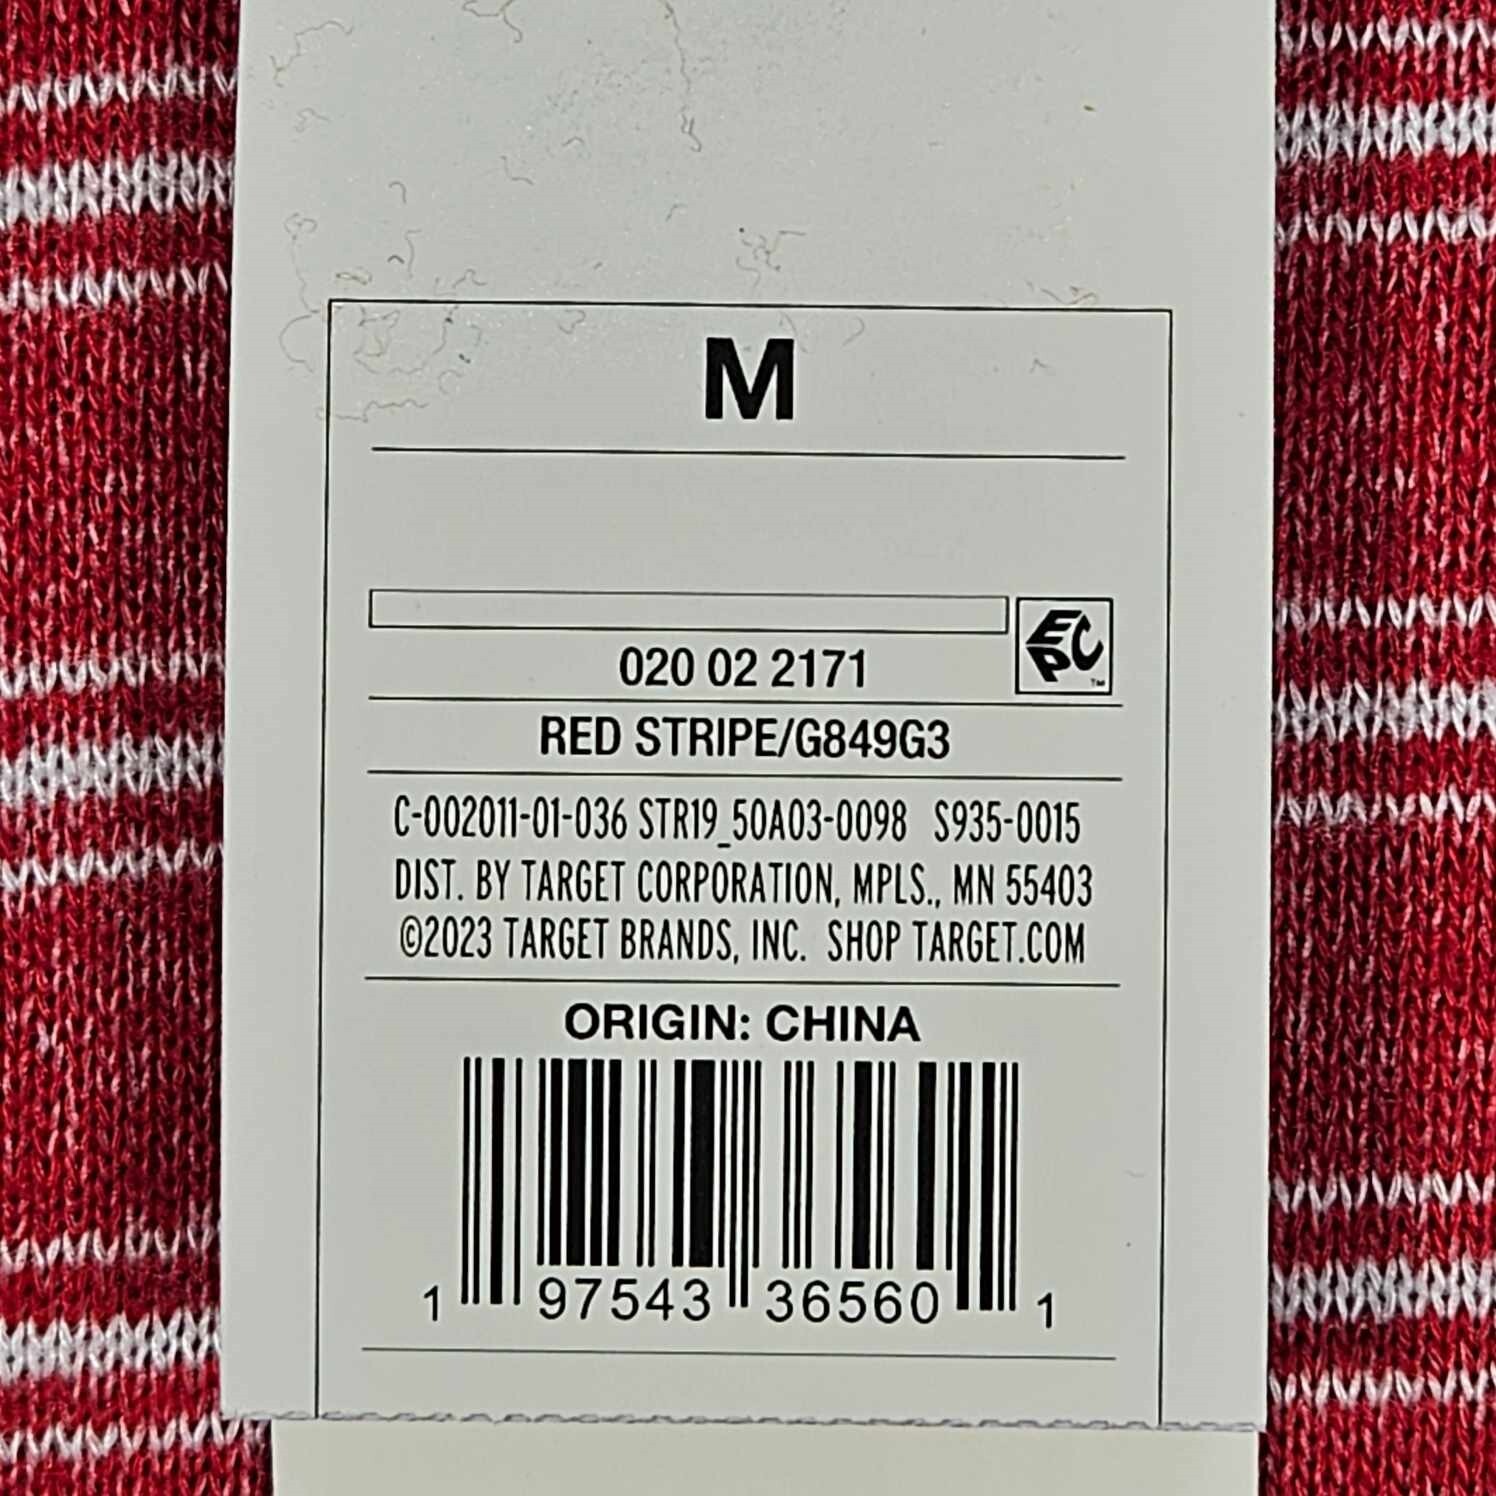 M
EPC™
020 02 2171
RED STRIPE/G849G3
C-002011-01-036 STR19_50A03-0098 S935-0015
DIST. BY TARGET CORPORATION, MPLS., MN 55403
©2023 TARGET BRANDS, INC. SHOP TARGET.COM
ORIGIN: CHINA
1 97543 36560 1